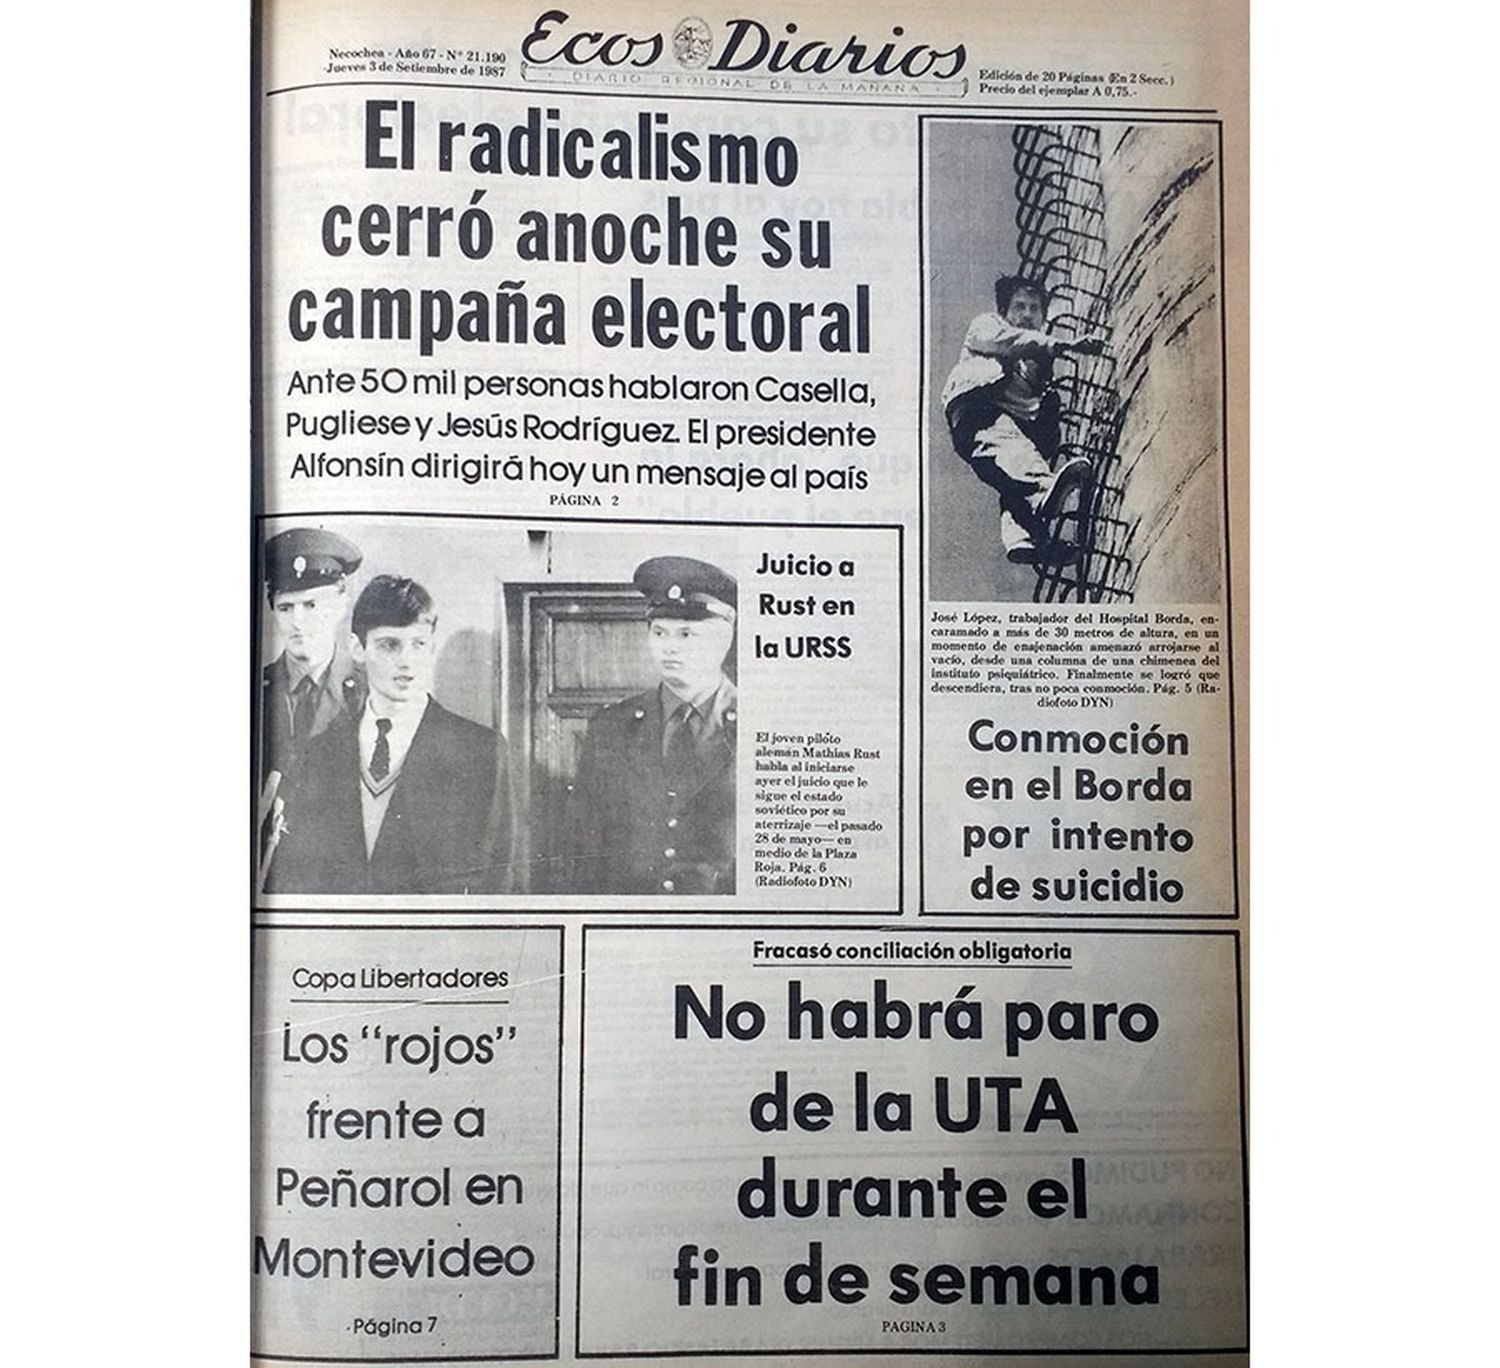 Necochea - Año 67 - N° 21.190
Jueves 3 de Setiembre de 1987
Ecos Diarios
DIARIO REGIONAL DE LA MAÑANA
Edición de 20 Páginas (En 2 Secc.)
Precio del ejemplar A 0,75.-
El radicalismo
cerró anoche su
campaña electoral
Ante 50 mil personas hablaron Casella,
Pugliese y Jesús Rodríguez. El presidente
Alfonsín dirigirá hoy un mensaje al país
PÁGINA 2
Juicio a
Rust en
la URSS
El joven piloto
alemán Mathias Rust
habla al iniciarse
ayer el juicio que le
sigue el estado
soviético por su
aterrizaje —el pasado
28 de mayo— en
medio de la Plaza
Roja. Pág. 6
(Radiofoto DYN)
José López, trabajador del Hospital Borda, en-
caramado a más de 30 metros de altura, en un
momento de enajenación amenazó arrojarse al
vacío, desde una columna de una chimenea del
instituto psiquiátrico. Finalmente se logró que
descendiera, tras no poca conmoción. Pág. 5 (Ra-
diofoto DYN)
Conmoción
en el Borda
por intento
de suicidio
Copa Libertadores
Los "rojos"
frente a
Peñarol en
Montevideo
Página 7
Fracasó conciliación obligatoria
No habrá paro
de la UTA
durante el
fin de semana
PAGINA 3